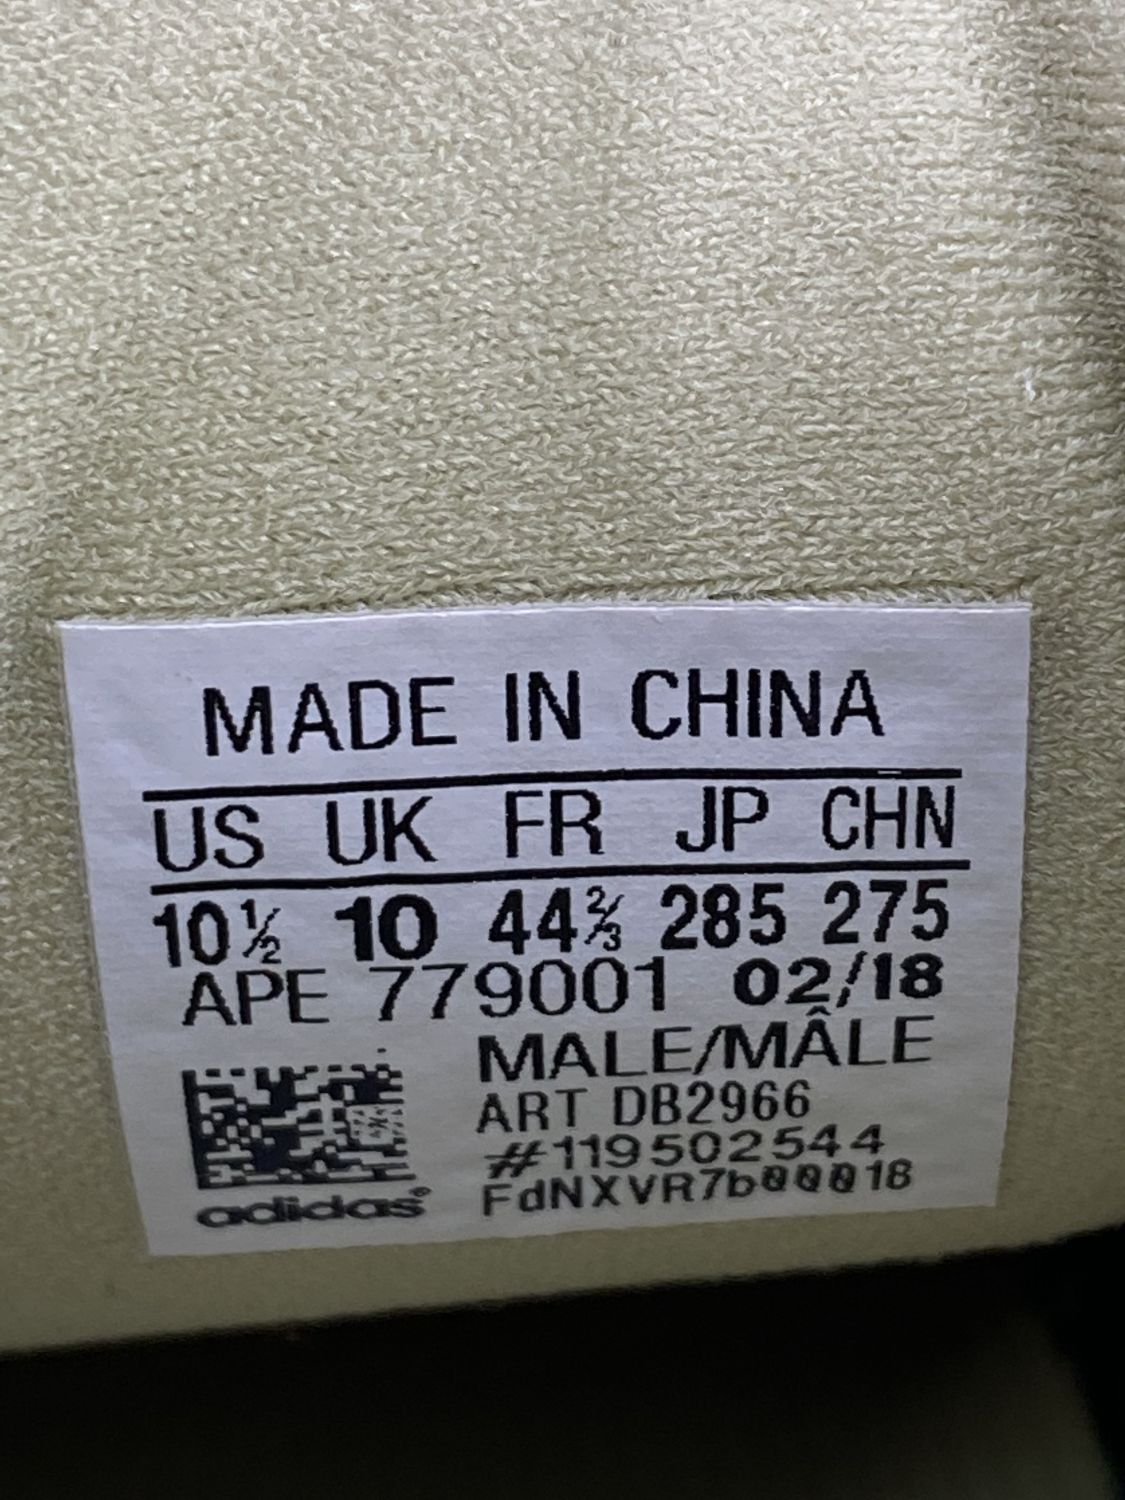 MADE IN CHINA
US UK FR JP CHN
10½ 10 44⅔ 285 275
APE 779001 02/18
MALE/MÂLE
ART DB2966
#119502544
FdNXVR7b00018
adidas®